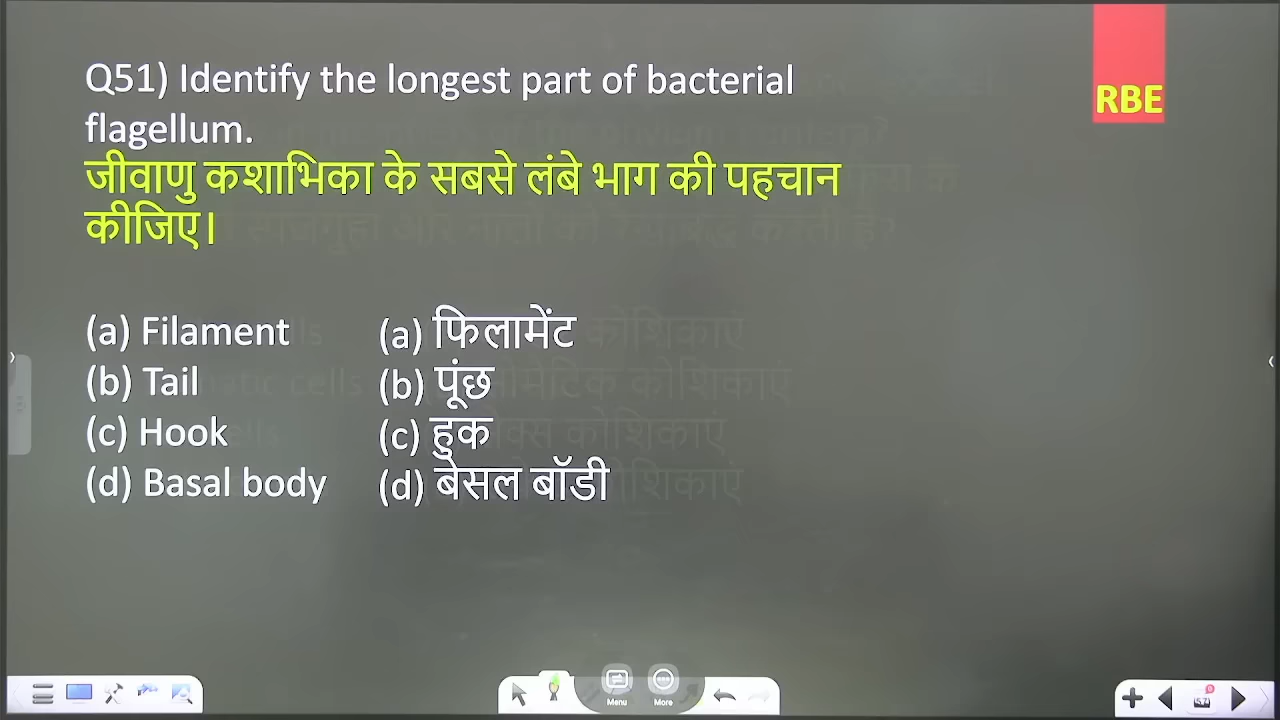 RBE
Q51) Identify the longest part of bacterial
flagellum.
जीवाणु कशाभिका के सबसे लंबे भाग की पहचान
कीजिए।
(a) Filament (a) फिलामेंट
(b) Tail (b) पूंछ
(c) Hook (c) हुक
(d) Basal body (d) बेसल बॉडी
Menu More